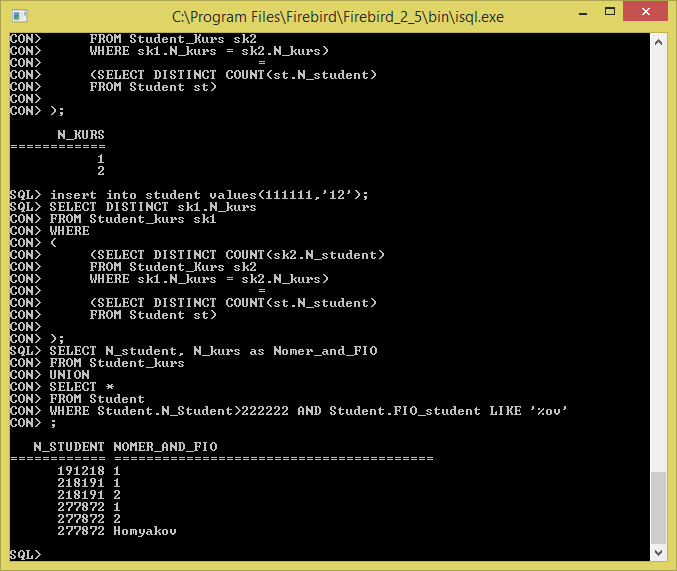 C:\Program Files\Firebird\Firebird_2_5\bin\isql.exe
CON>      FROM Student_Kurs sk2
CON>      WHERE sk1.N_kurs = sk2.N_kurs)
CON>                           =
CON>      (SELECT DISTINCT COUNT(st.N_student)
CON>      FROM Student st)
CON>
CON> );

      N_KURS
============
           1
           2

SQL> insert into student values(111111,'12');
SQL> SELECT DISTINCT sk1.N_kurs
CON> FROM Student_kurs sk1
CON> WHERE
CON> (
CON>      (SELECT DISTINCT COUNT(sk2.N_student)
CON>      FROM Student_Kurs sk2
CON>      WHERE sk1.N_kurs = sk2.N_kurs)
CON>                           =
CON>      (SELECT DISTINCT COUNT(st.N_student)
CON>      FROM Student st)
CON>
CON> );
SQL> SELECT N_student, N_kurs as Nomer_and_FIO
CON> FROM Student_kurs
CON> UNION
CON> SELECT *
CON> FROM Student
CON> WHERE Student.N_Student>222222 AND Student.FIO_student LIKE '%ov'
CON> ;

   N_STUDENT NOMER_AND_FIO
============ ========================================
      191218 1
      218191 1
      218191 2
      277872 1
      277872 2
      277872 Homyakov

SQL>